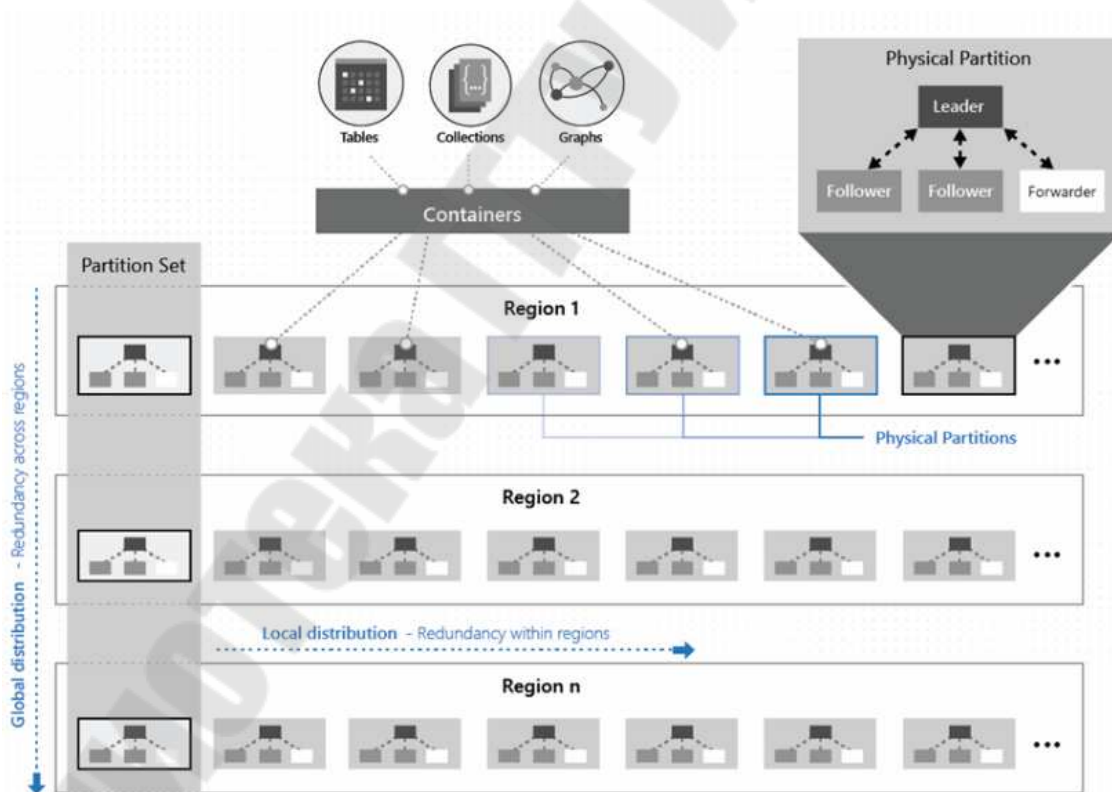 Physical Partition
Leader
Follower
Follower
Forwarder
Tables
Collections
Graphs
{...}
Containers
Partition Set
Region 1
...
Physical Partitions
Region 2
...
Local distribution - Redundancy within regions
Region n
...
Global distribution - Redundancy across regions